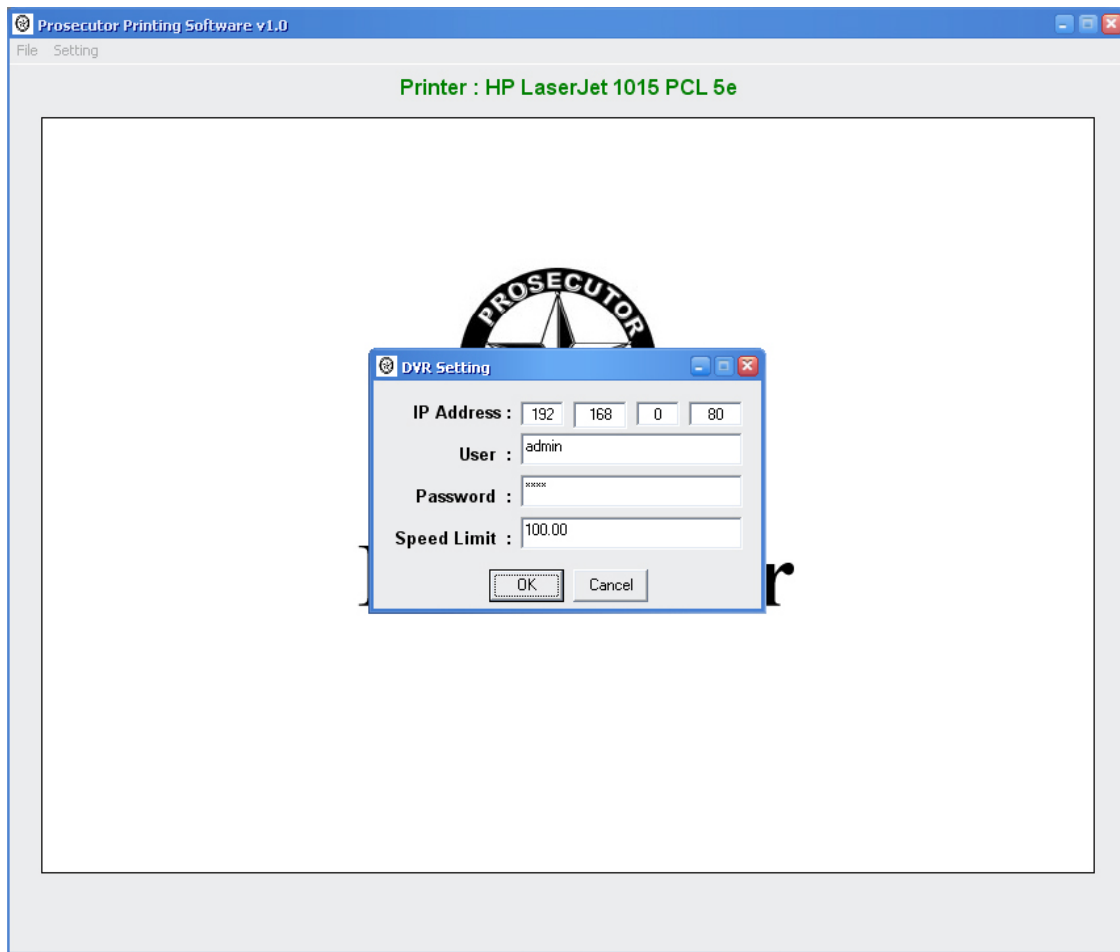 Prosecutor Printing Software v1.0
File Setting
Printer : HP LaserJet 1015 PCL 5e
PROSECUTOR
DVR Setting
IP Address : 192 168 0 80
User : admin
Password : ****
Speed Limit : 100.00
OK Cancel